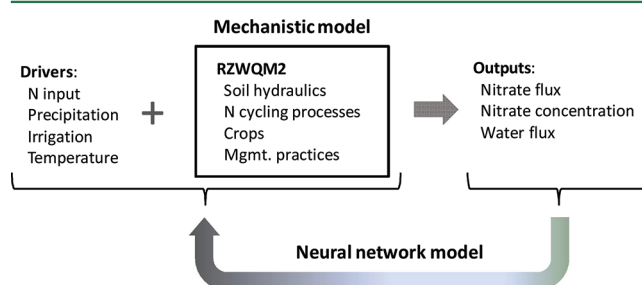 Mechanistic model
Drivers:
N input
Precipitation
Irrigation
Temperature
+
RZWQM2
Soil hydraulics
N cycling processes
Crops
Mgmt. practices
Outputs:
Nitrate flux
Nitrate concentration
Water flux
Neural network model